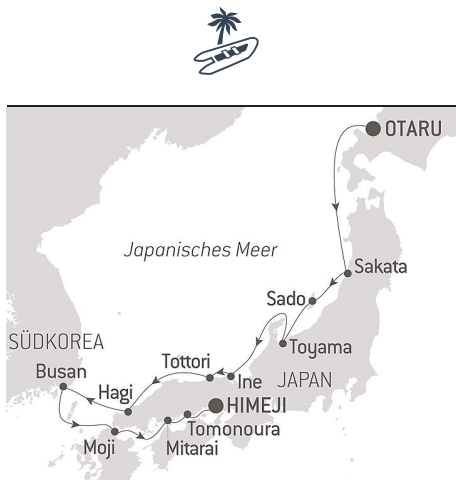 OTARU
Japanisches Meer
Sakata
Sado
SÜDKOREA
Toyama
Tottori
Busan
Ine
JAPAN
Hagi
HIMEJI
Tomonoura
Moji
Mitarai